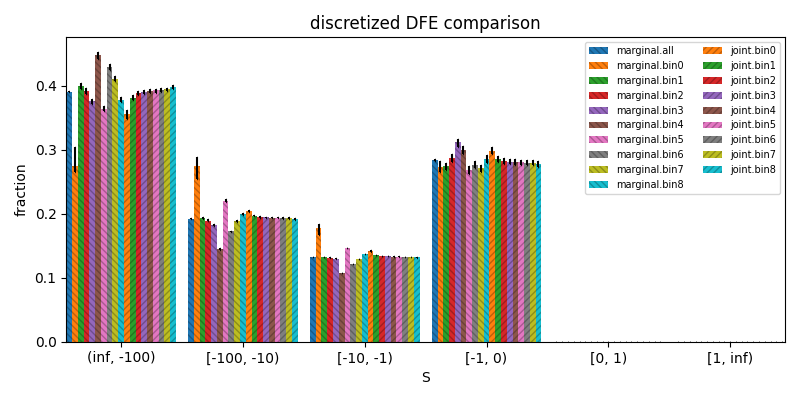 discretized DFE comparison
fraction
0.4
0.3
0.2
0.1
0.0
(inf, -100)
[-100, -10)
[-10, -1)
[-1, 0)
[0, 1)
[1, inf)
S
marginal.all
marginal.bin0
marginal.bin1
marginal.bin2
marginal.bin3
marginal.bin4
marginal.bin5
marginal.bin6
marginal.bin7
marginal.bin8
joint.bin0
joint.bin1
joint.bin2
joint.bin3
joint.bin4
joint.bin5
joint.bin6
joint.bin7
joint.bin8